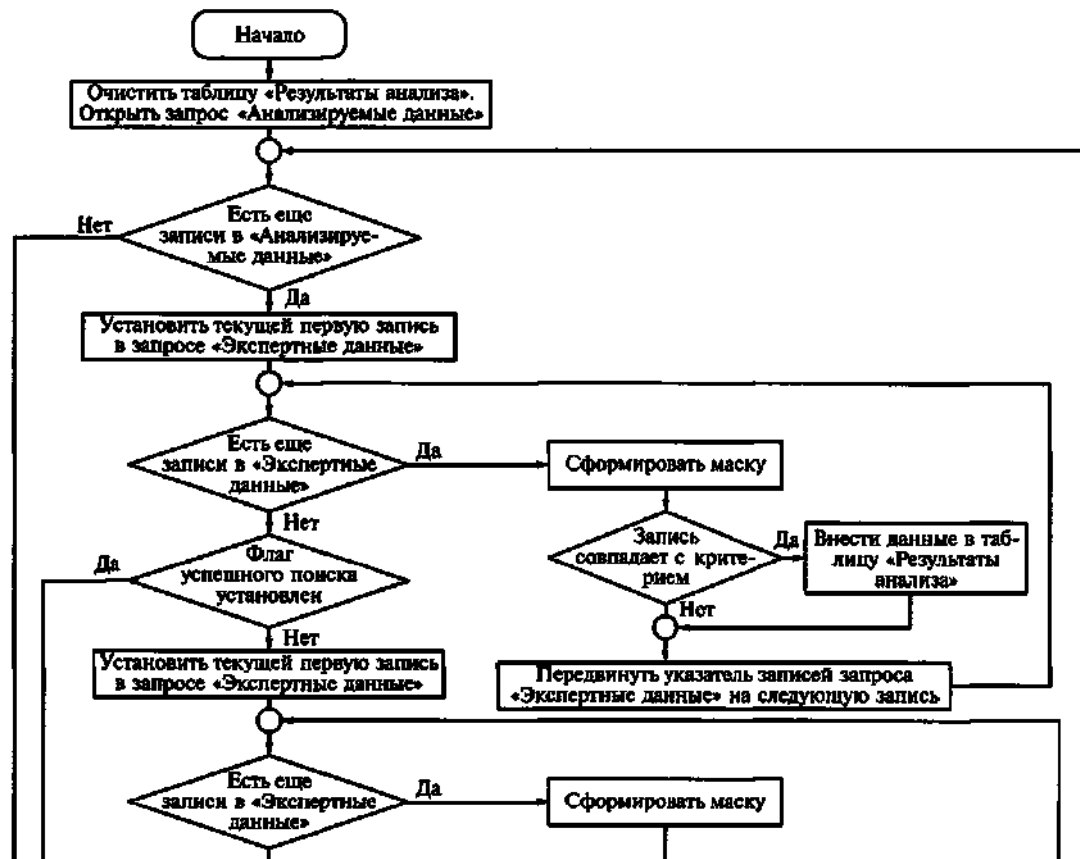 Начало
Очистить таблицу «Результаты анализа».
Открыть запрос «Анализируемые данные»
Нет
Есть еще
записи в «Анализируе-
мые данные»
Да
Установить текущей первую запись
в запросе «Экспертные данные»
Есть еще
записи в «Экспертные
данные»
Да
Сформировать маску
Нет
Запись
совпадает с крите-
рием
Да
Внести данные в таб-
лицу «Результаты
анализа»
Нет
Да
Флаг
успешного поиска
установлен
Нет
Передвинуть указатель записей запроса
«Экспертные данные» на следующую запись
Установить текущей первую запись
в запросе «Экспертные данные»
Есть еще
записи в «Экспертные
данные»
Да
Сформировать маску